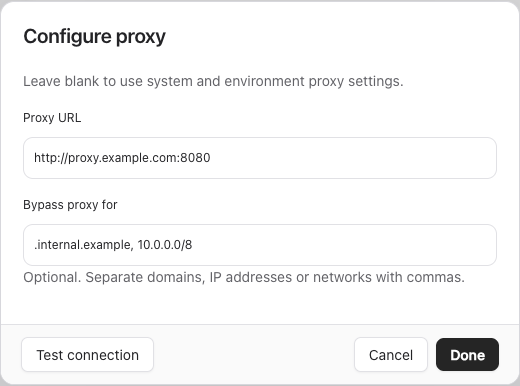 Configure proxy
Leave blank to use system and environment proxy settings.
Proxy URL
http://proxy.example.com:8080
Bypass proxy for
.internal.example, 10.0.0.0/8
Optional. Separate domains, IP addresses or networks with commas.
Test connection
Cancel
Done